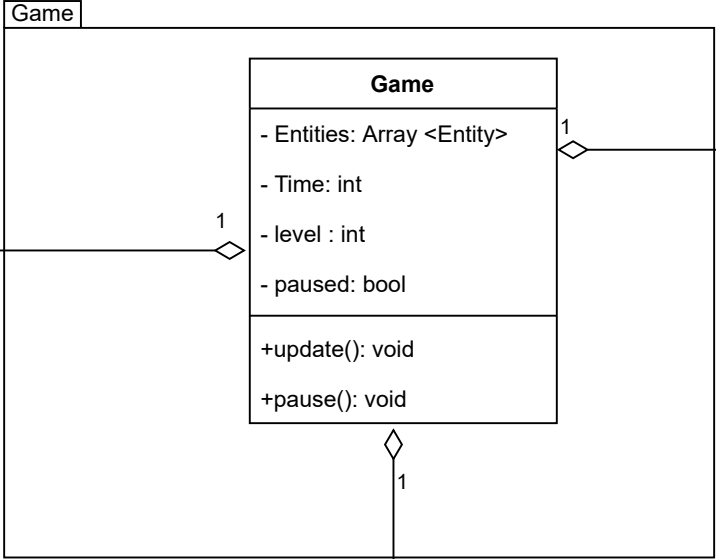 Game
Game
- Entities: Array <Entity>
1
- Time: int
1
- level : int
- paused: bool
+update(): void
+pause(): void
1